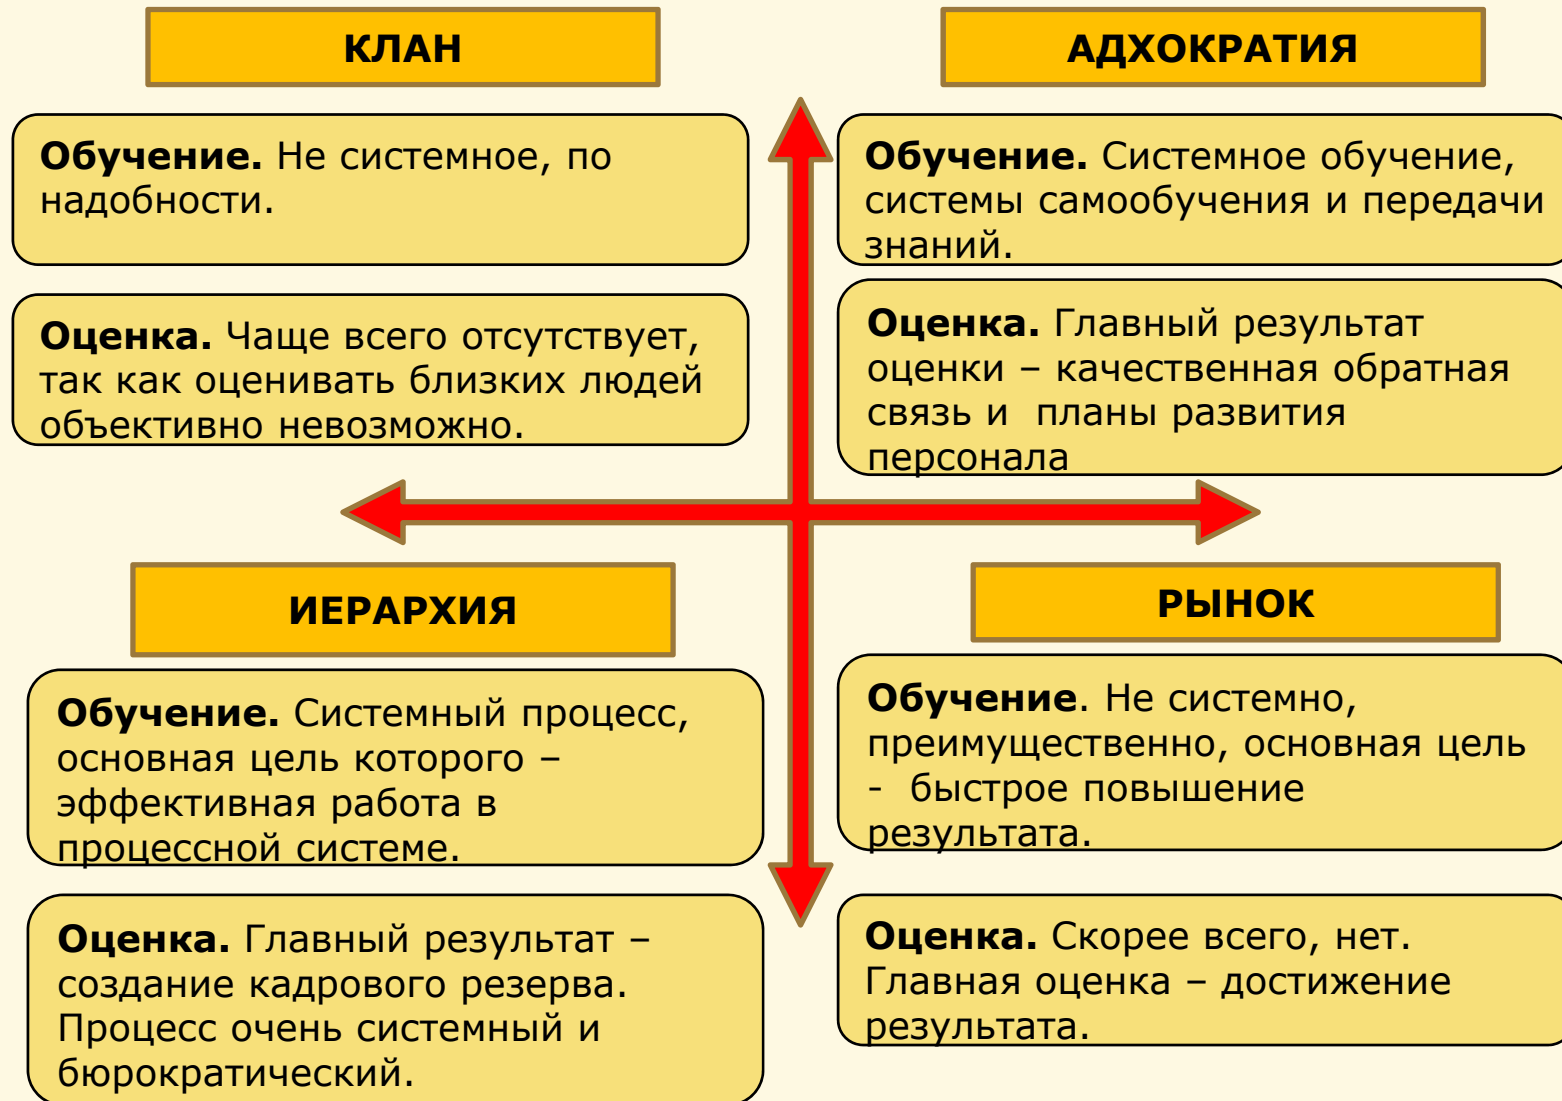 КЛАН
Обучение. Не системное, по
надобности.
Оценка. Чаще всего отсутствует,
так как оценивать близких людей
объективно невозможно.
АДХОКРАТИЯ
Обучение. Системное обучение,
системы самообучения и передачи
знаний.
Оценка. Главный результат
оценки – качественная обратная
связь и планы развития
персонала
ИЕРАРХИЯ
Обучение. Системный процесс,
основная цель которого –
эффективная работа в
процессной системе.
Оценка. Главный результат –
создание кадрового резерва.
Процесс очень системный и
бюрократический.
РЫНОК
Обучение. Не системно,
преимущественно, основная цель
- быстрое повышение
результата.
Оценка. Скорее всего, нет.
Главная оценка – достижение
результата.